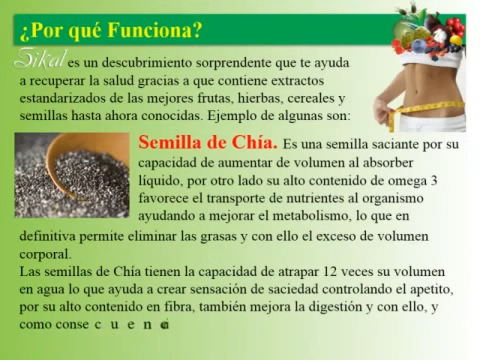 ¿Por qué Funciona?
Sikal es un descubrimiento sorprendente que te ayuda
a recuperar la salud gracias a que contiene extractos
estandarizados de las mejores frutas, hierbas, cereales y
semillas hasta ahora conocidas. Ejemplo de algunas son:
Semilla de Chía. Es una semilla saciante por su
capacidad de aumentar de volumen al absorber
líquido, por otro lado su alto contenido de omega 3
favorece el transporte de nutrientes al organismo
ayudando a mejorar el metabolismo, lo que en
definitiva permite eliminar las grasas y con ello el exceso de volumen
corporal.
Las semillas de Chía tienen la capacidad de atrapar 12 veces su volumen
en agua lo que ayuda a crear sensación de saciedad controlando el apetito,
por su alto contenido en fibra, también mejora la digestión y con ello, y
como conse c u e n